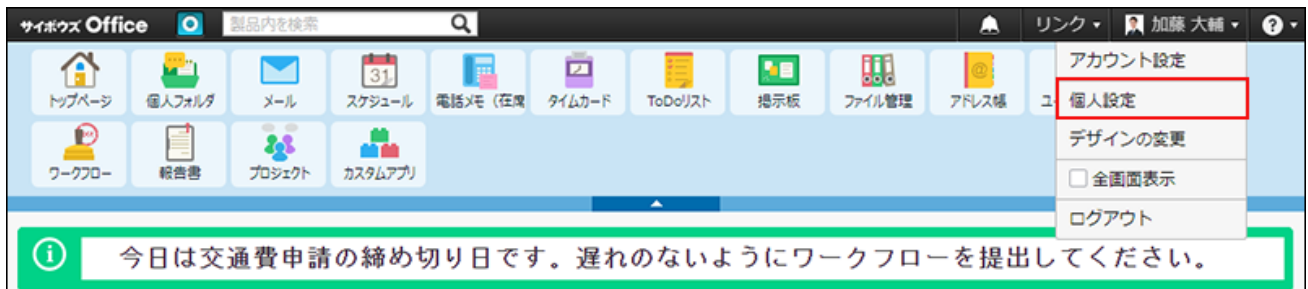 サイボウズ Office 製品内を検索 リンク 加藤 大輔
トップページ 個人フォルダ メール スケジュール 電話メモ（在席 タイムカード ToDoリスト 掲示板 ファイル管理 アドレス帳
ワークフロー 報告書 プロジェクト カスタムアプリ
アカウント設定
個人設定
デザインの変更
全画面表示
ログアウト
今日は交通費申請の締め切り日です。遅れのないようにワークフローを提出してください。